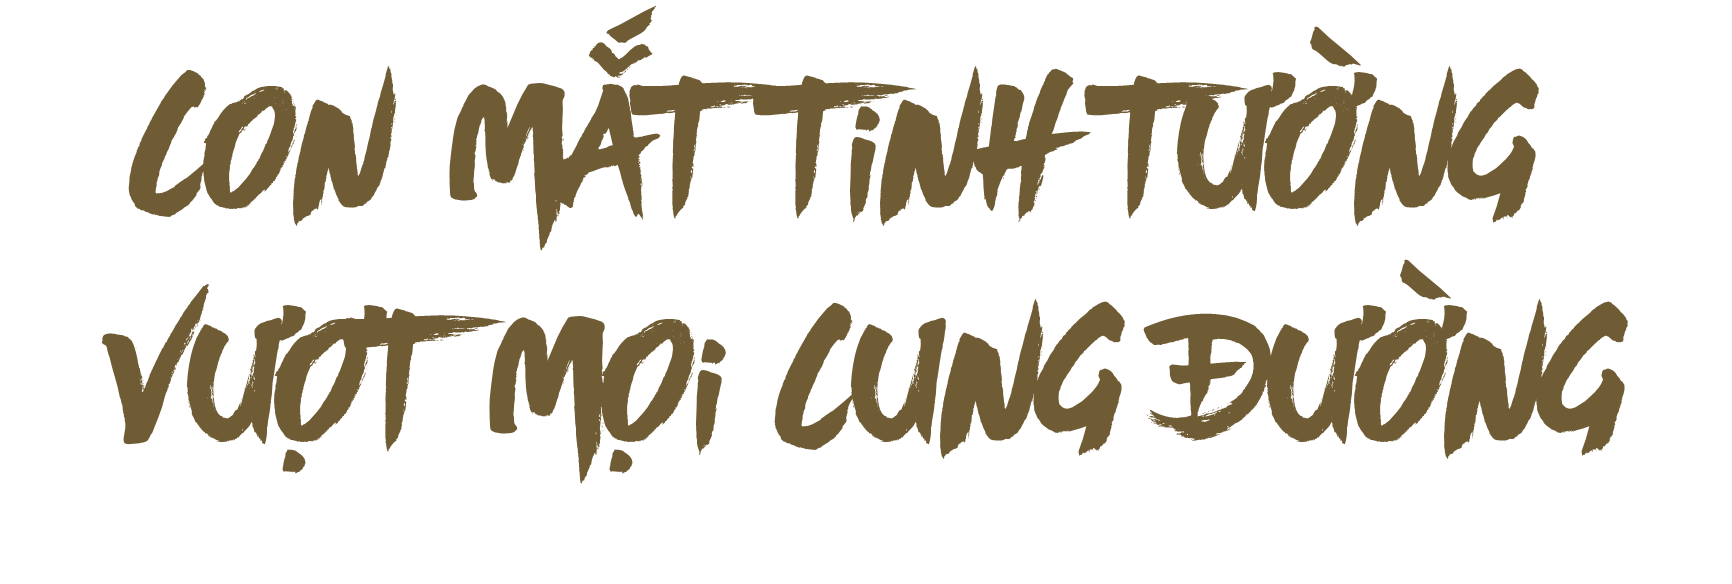 CON MẮT TiNH TƯỜNG
VƯỢT MỌi CUNG ĐƯỜNG